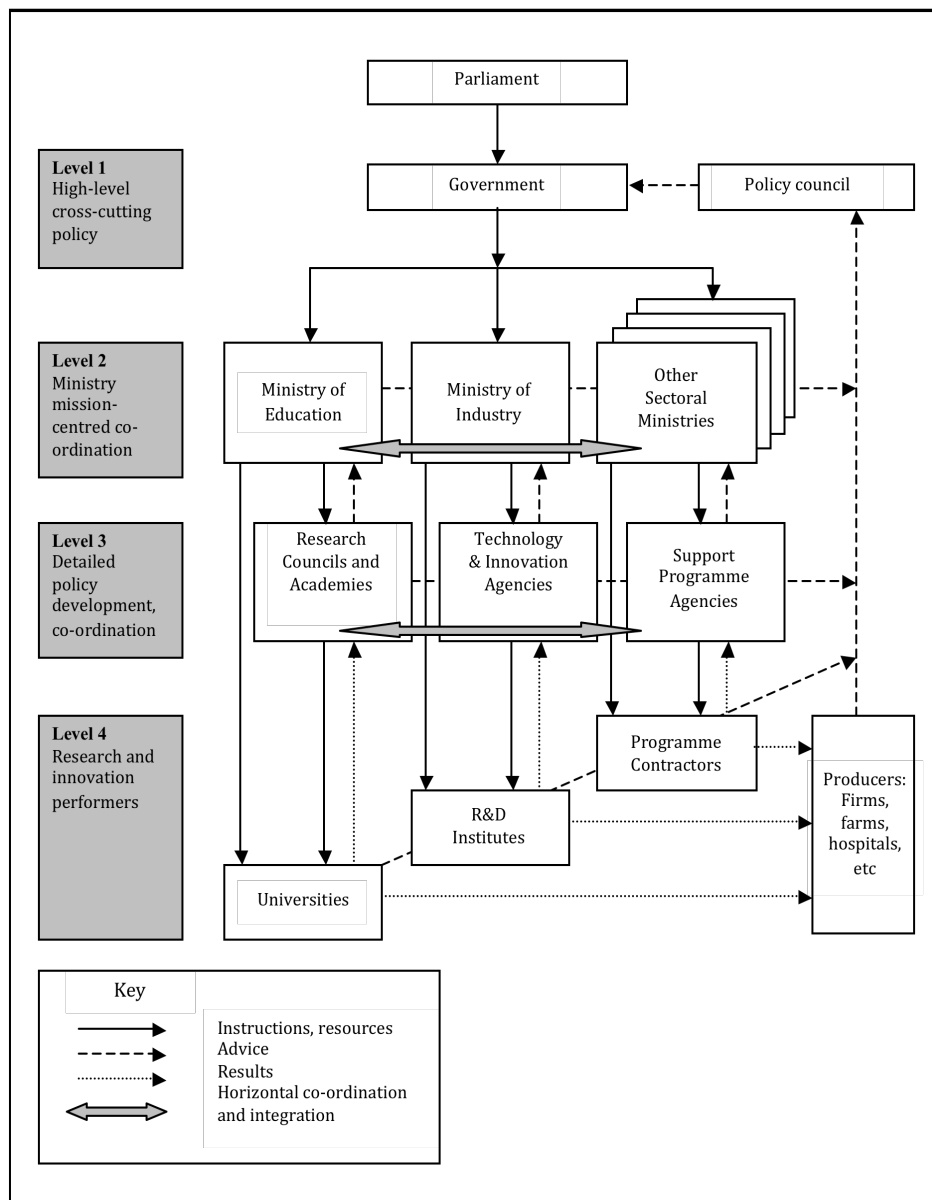 Parliament
Level 1
High-level
cross-cutting
policy
Government
Policy council
Level 2
Ministry
mission-
centred co-
ordination
Ministry of
Education
Ministry of
Industry
Other
Sectoral
Ministries
Level 3
Detailed
policy
development,
co-ordination
Research
Councils and
Academies
Technology
& Innovation
Agencies
Support
Programme
Agencies
Level 4
Research and
innovation
performers
Programme
Contractors
R&D
Institutes
Universities
Producers:
Firms,
farms,
hospitals,
etc
Key
Instructions, resources
Advice
Results
Horizontal co-ordination
and integration